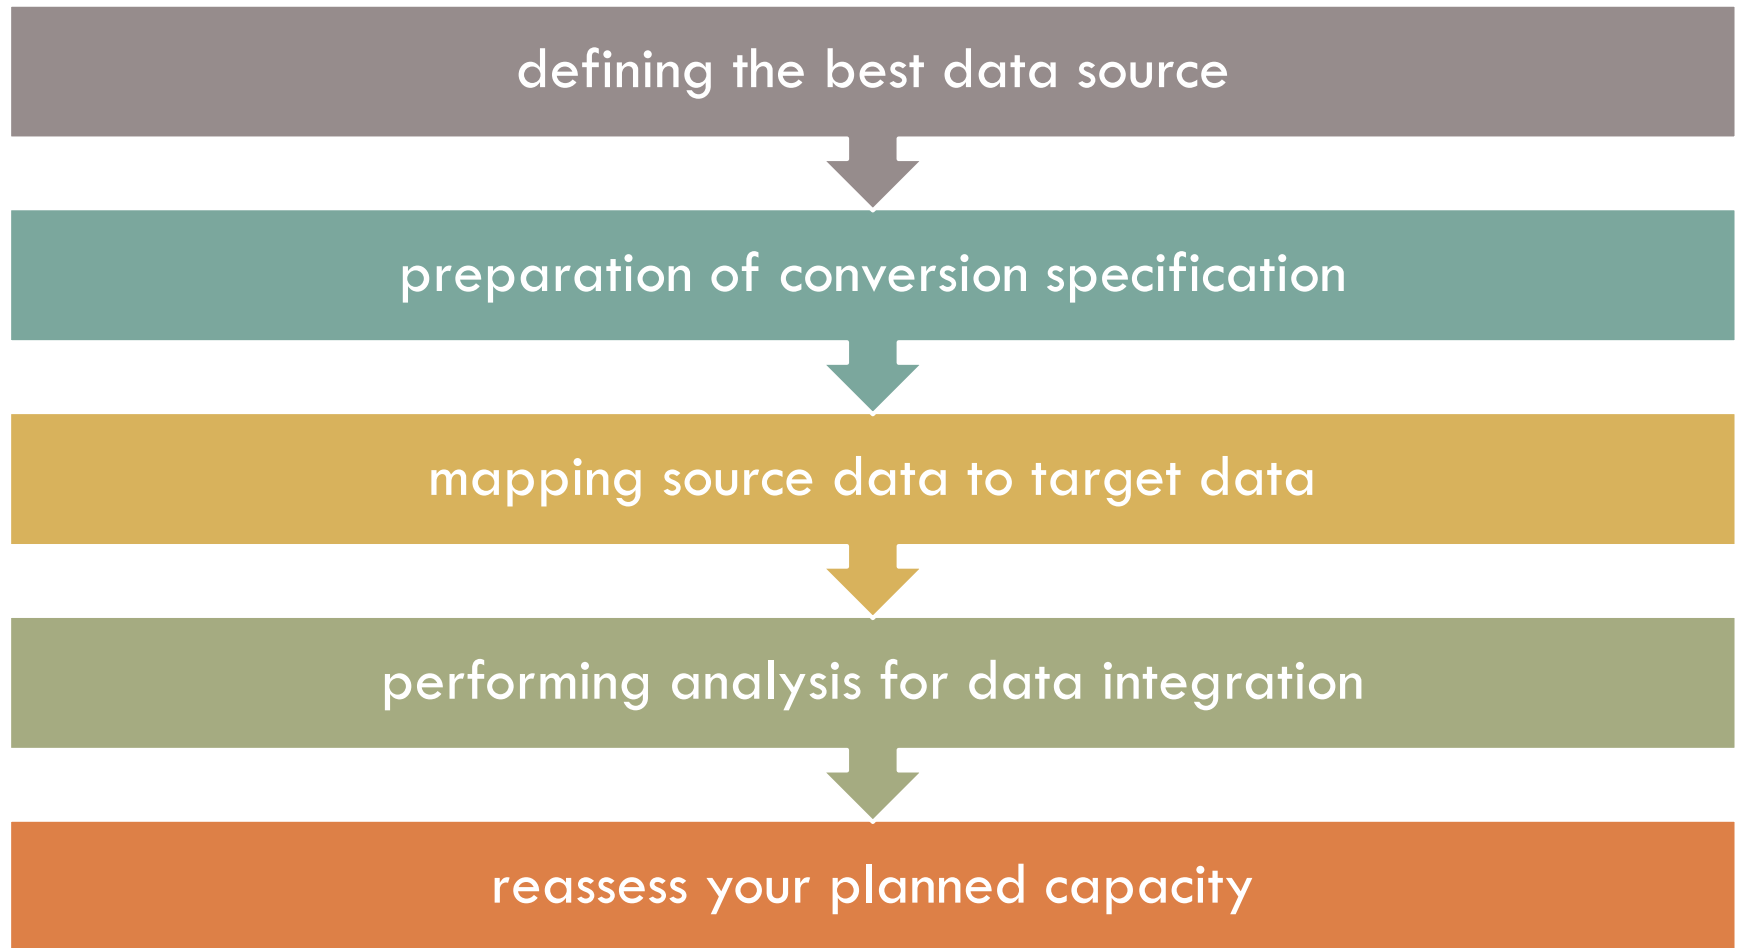 defining the best data source
preparation of conversion specification
mapping source data to target data
performing analysis for data integration
reassess your planned capacity